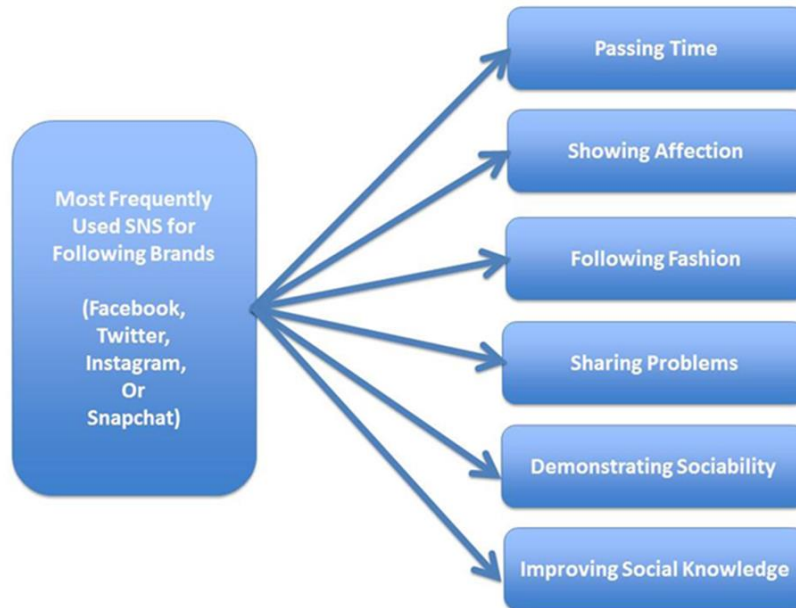 Most Frequently
Used SNS for
Following Brands
(Facebook,
Twitter,
Instagram,
Or
Snapchat)
Passing Time
Showing Affection
Following Fashion
Sharing Problems
Demonstrating Sociability
Improving Social Knowledge